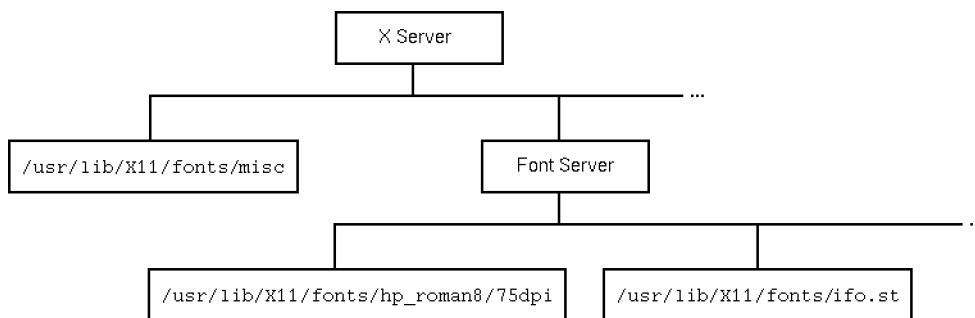 X Server
...
/usr/lib/X11/fonts/misc
Font Server
/usr/lib/X11/fonts/hp_roman8/75dpi
/usr/lib/X11/fonts/ifo.st